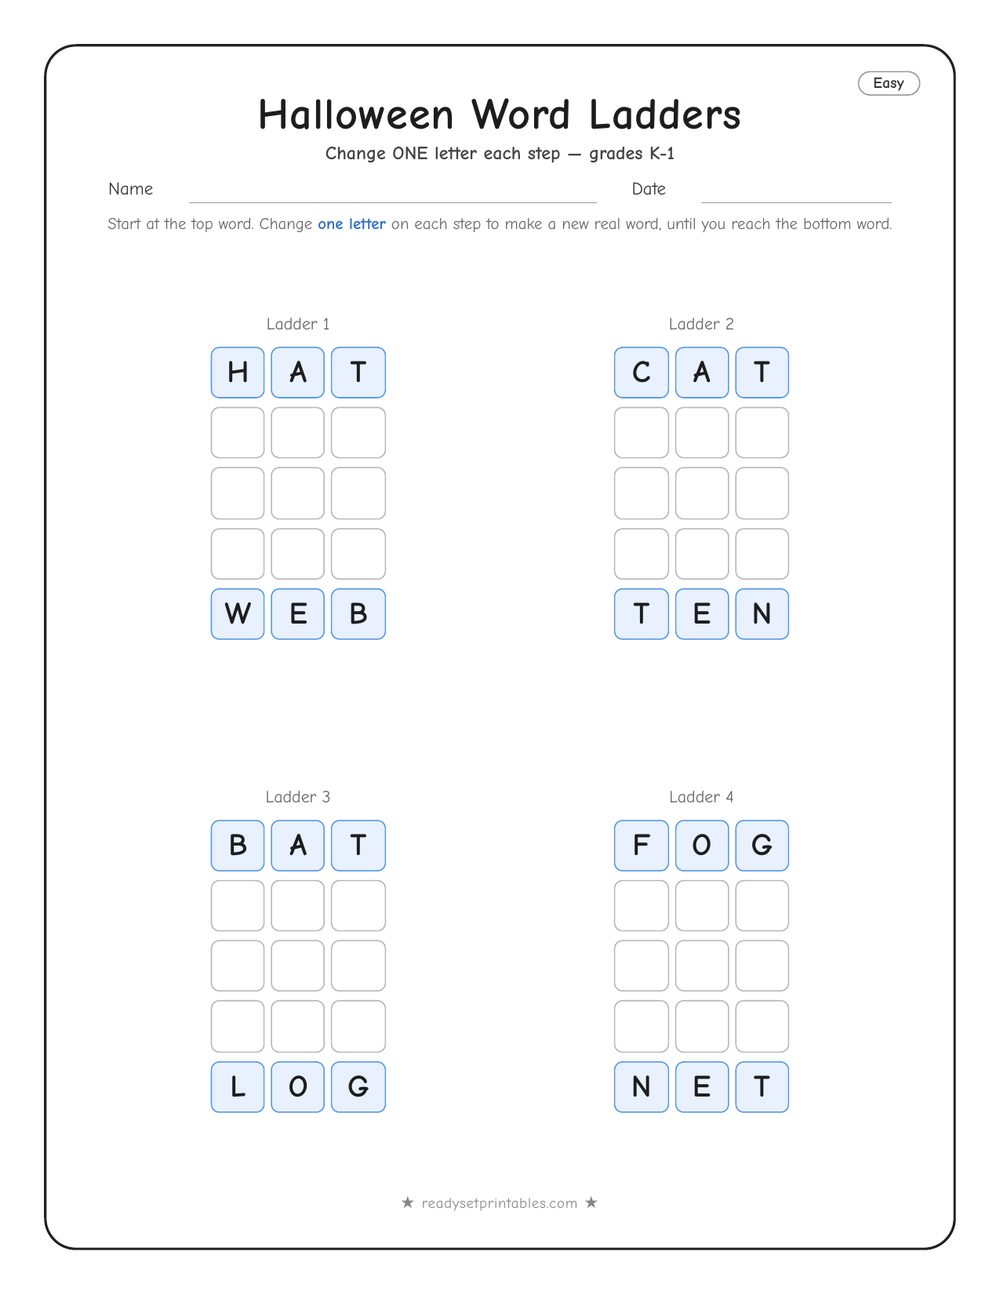 Easy
Halloween Word Ladders
Change ONE letter each step — grades K-1
Name Date
Start at the top word. Change one letter on each step to make a new real word, until you reach the bottom word.
Ladder 1
H A T
W E B
Ladder 2
C A T
T E N
Ladder 3
B A T
L O G
Ladder 4
F O G
N E T
★ readysetprintables.com ★